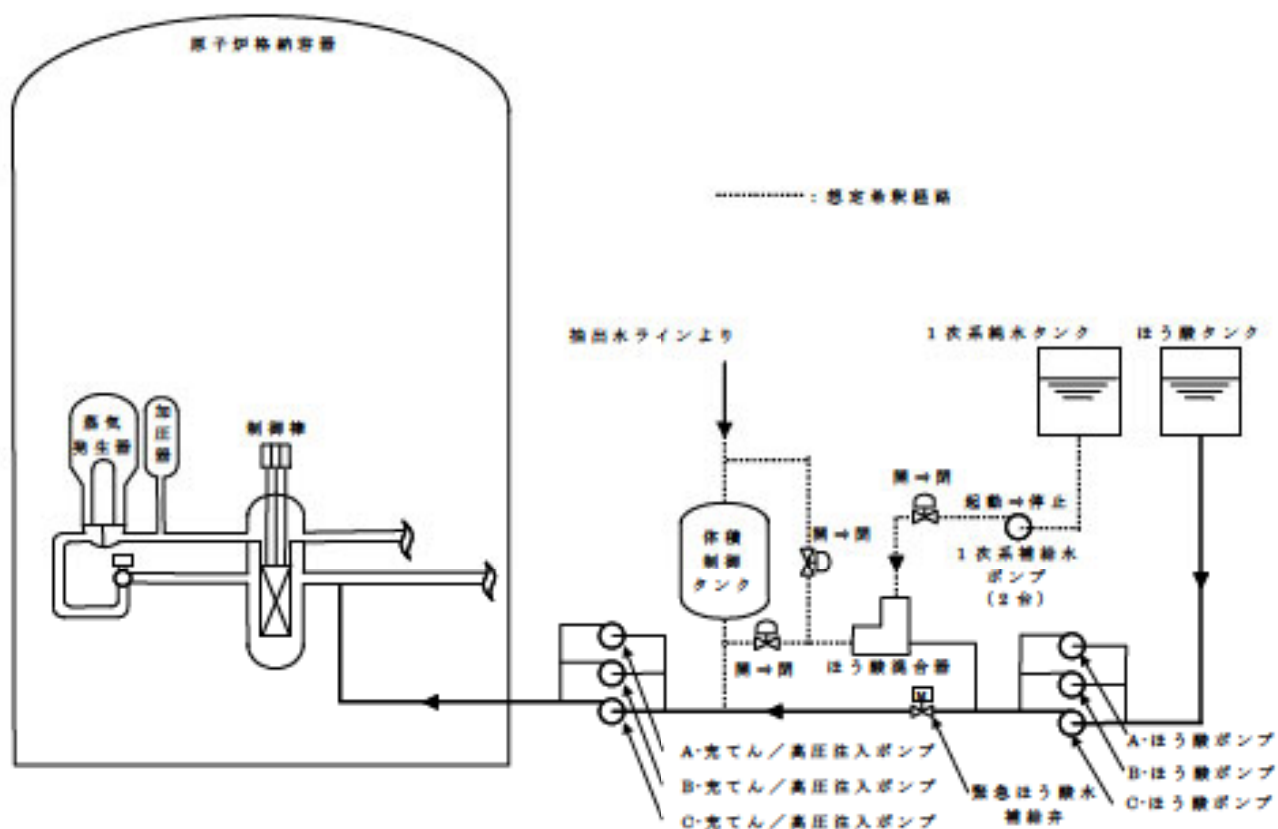 原子炉格納容器
: 想定希釈経路
抽出水ラインより
1次系純水タンク
ほう酸タンク
蒸気
発生器
加
圧
器
制御棒
開⇒閉
起動⇒停止
1次系補給水
ポンプ
(2台)
体積
制御
タンク
開⇒閉
開⇒閉
ほう酸混合器
M
A-充てん/高圧注入ポンプ
B-充てん/高圧注入ポンプ
C-充てん/高圧注入ポンプ
緊急ほう酸水
補給弁
A-ほう酸ポンプ
B-ほう酸ポンプ
C-ほう酸ポンプ